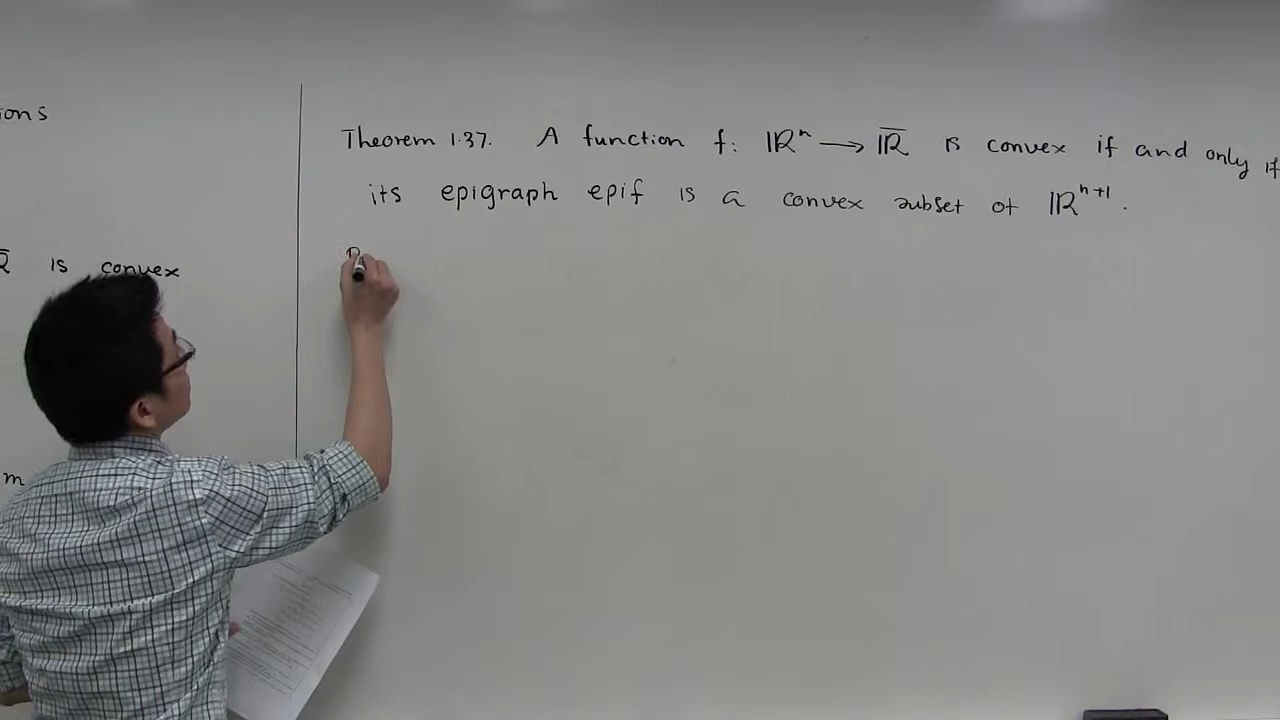 ions
ℝ̅ is convex
m
Theorem 1.37. A function f: ℝⁿ → ℝ̅ is convex if and only if
its epigraph epif is a convex subset of ℝⁿ⁺¹.